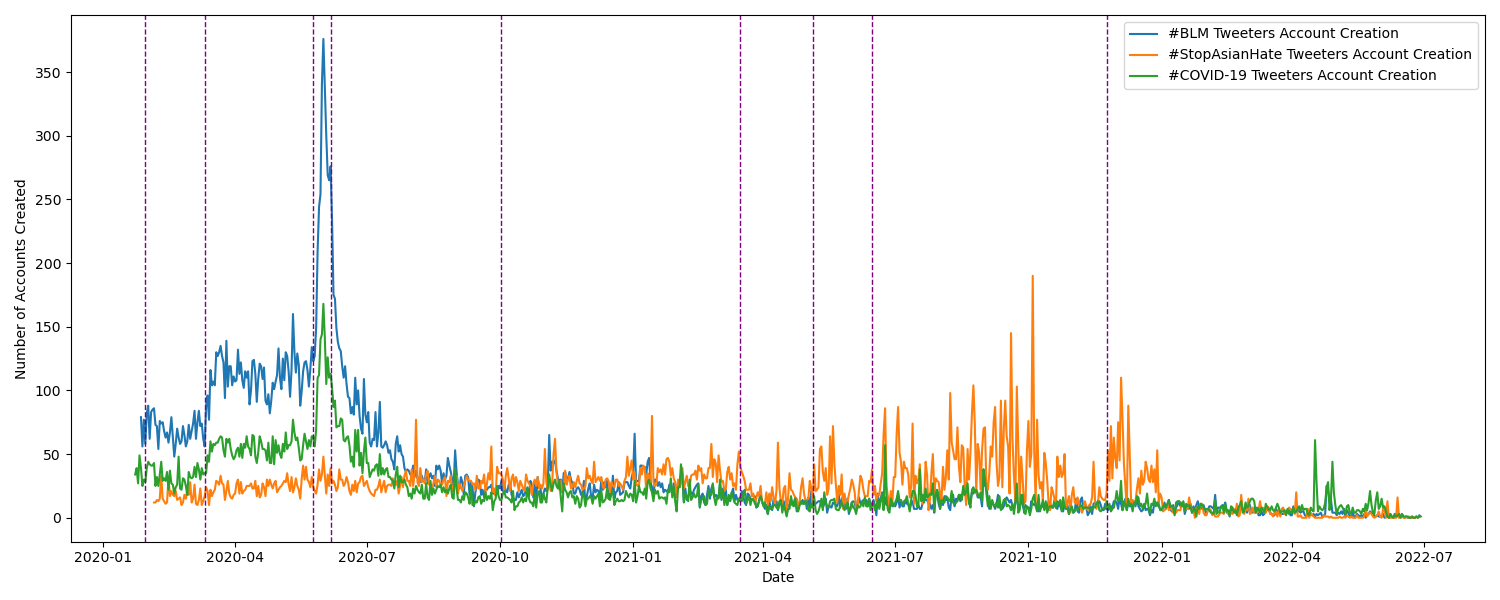 #BLM Tweeters Account Creation
#StopAsianHate Tweeters Account Creation
#COVID-19 Tweeters Account Creation
Number of Accounts Created
350
300
250
200
150
100
50
0
2020-01 2020-04 2020-07 2020-10 2021-01 2021-04 2021-07 2021-10 2022-01 2022-04 2022-07
Date